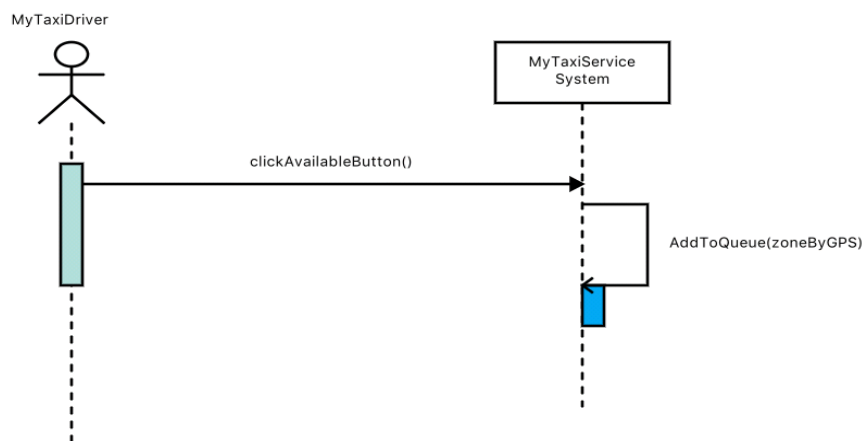 MyTaxiDriver
MyTaxiService
System
clickAvailableButton()
AddToQueue(zoneByGPS)